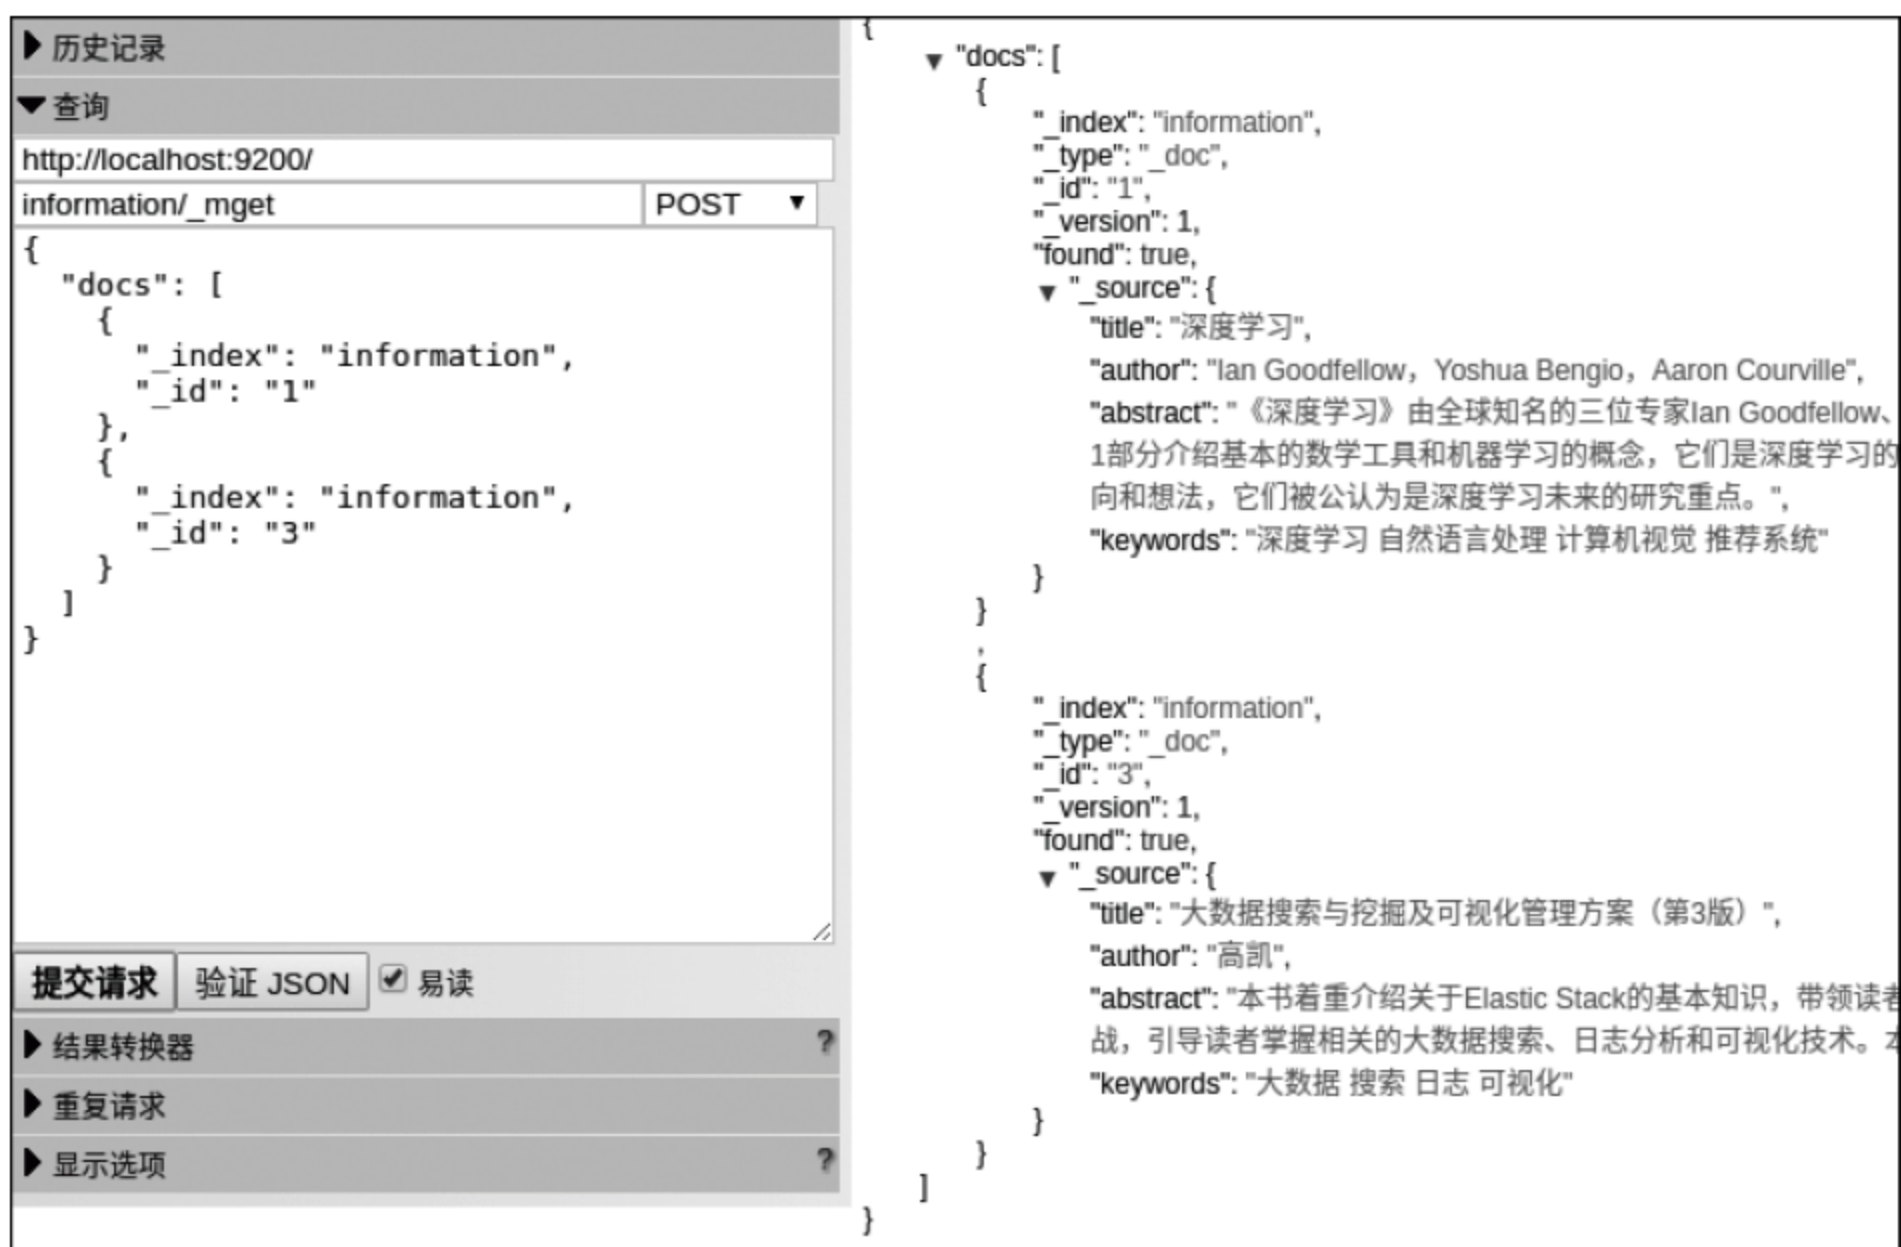 历史记录
查询
http://localhost:9200/
information/_mget POST
{
"docs": [
{
"_index": "information",
"_id": "1"
},
{
"_index": "information",
"_id": "3"
}
]
}
提交请求 验证 JSON 易读
结果转换器 ?
重复请求
显示选项 ?
{
"docs": [
{
"_index": "information",
"_type": "_doc",
"_id": "1",
"_version": 1,
"found": true,
"_source": {
"title": "深度学习",
"author": "Ian Goodfellow，Yoshua Bengio，Aaron Courville",
"abstract": "《深度学习》由全球知名的三位专家Ian Goodfellow、
1部分介绍基本的数学工具和机器学习的概念，它们是深度学习的
向和想法，它们被公认为是深度学习未来的研究重点。",
"keywords": "深度学习 自然语言处理 计算机视觉 推荐系统"
}
}
,
{
"_index": "information",
"_type": "_doc",
"_id": "3",
"_version": 1,
"found": true,
"_source": {
"title": "大数据搜索与挖掘及可视化管理方案（第3版）",
"author": "高凯",
"abstract": "本书着重介绍关于Elastic Stack的基本知识，带领读者
战，引导读者掌握相关的大数据搜索、日志分析和可视化技术。本
"keywords": "大数据 搜索 日志 可视化"
}
}
]
}